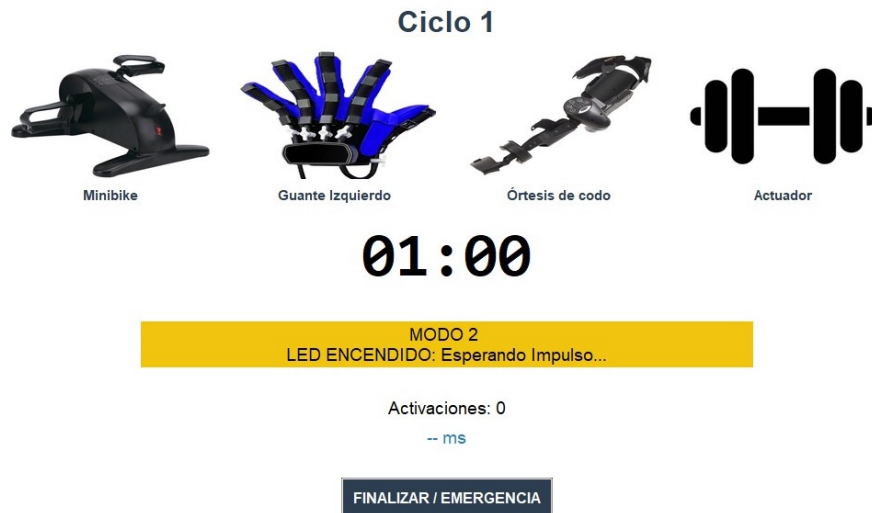 Ciclo 1
Minibike
Guante Izquierdo
Órtesis de codo
Actuador
01:00
MODO 2
LED ENCENDIDO: Esperando Impulso...
Activaciones: 0
-- ms
FINALIZAR / EMERGENCIA